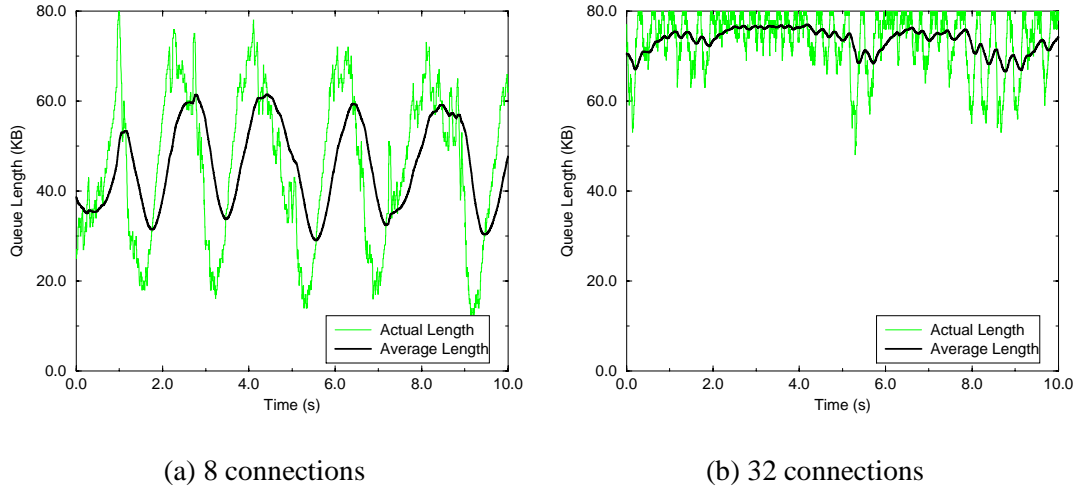 80.0
60.0
40.0
20.0
0.0
Queue Length (KB)
0.0 2.0 4.0 6.0 8.0 10.0
Time (s)
Actual Length
Average Length
(a) 8 connections
80.0
60.0
40.0
20.0
0.0
Queue Length (KB)
0.0 2.0 4.0 6.0 8.0 10.0
Time (s)
Actual Length
Average Length
(b) 32 connections